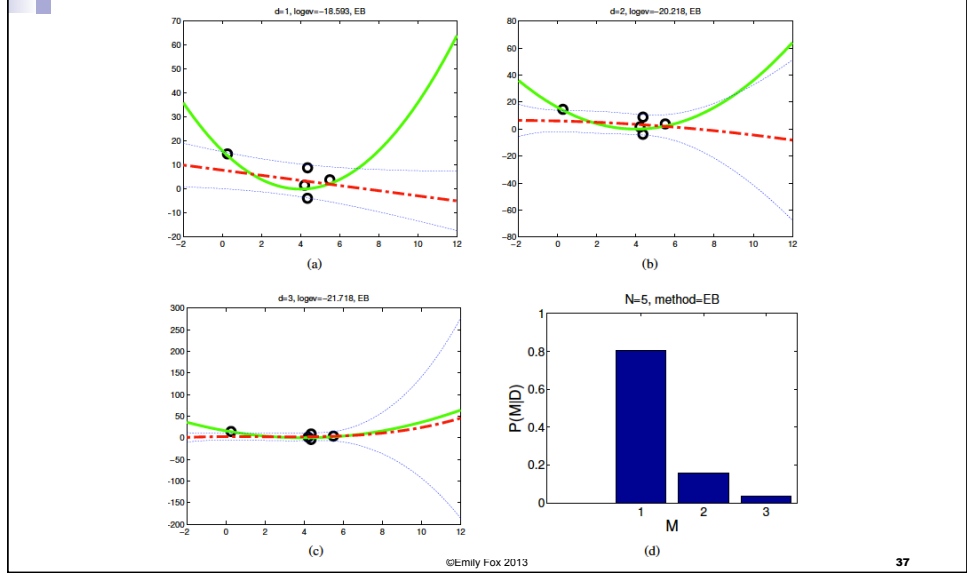 d=1, logev=−18.593, EB
70
60
50
40
30
20
10
0
−10
−20
−2 0 2 4 6 8 10 12
(a)
d=2, logev=−20.218, EB
80
60
40
20
0
−20
−40
−60
−80
−2 0 2 4 6 8 10 12
(b)
d=3, logev=−21.718, EB
300
250
200
150
100
50
0
−50
−100
−150
−200
−2 0 2 4 6 8 10 12
(c)
N=5, method=EB
1
0.8
0.6
0.4
0.2
0
P(M|D)
1 2 3
M
(d)
©Emily Fox 2013
37